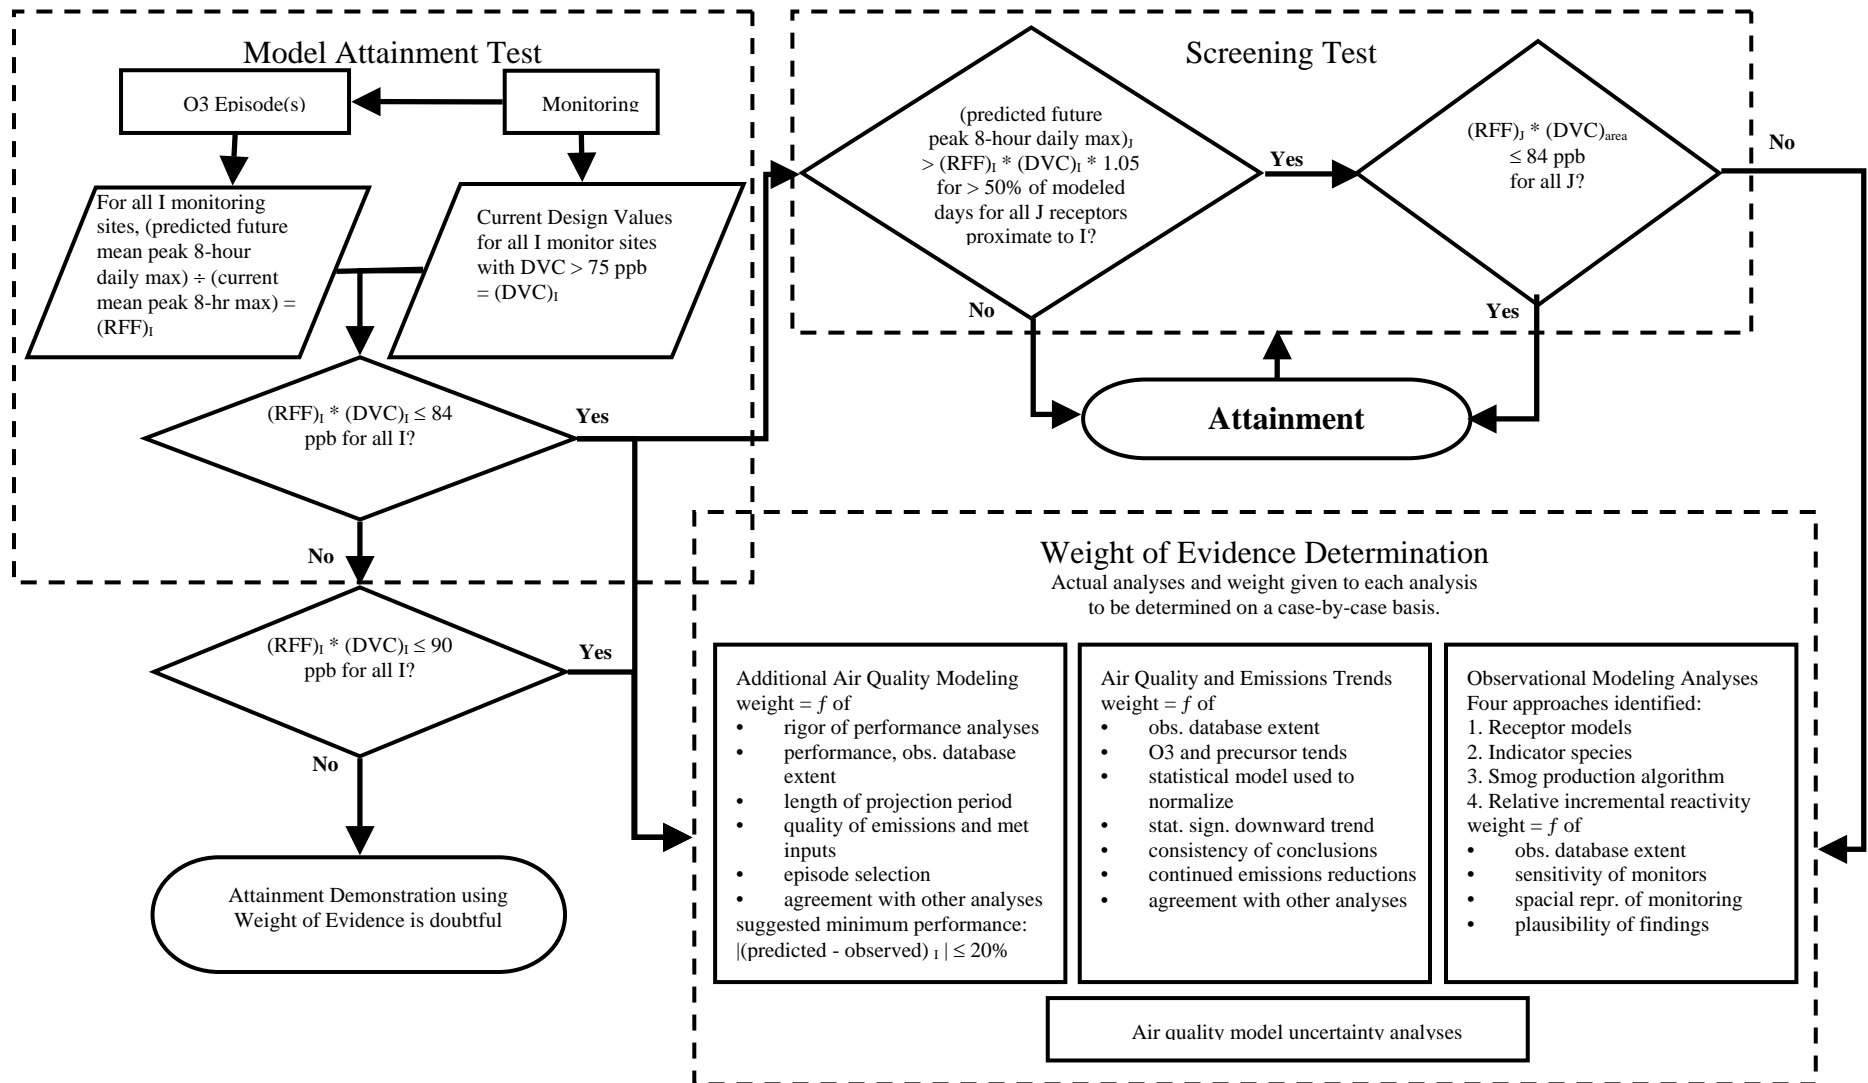 Model Attainment Test
O3 Episode(s)
Monitoring
For all I monitoring
sites, (predicted future
mean peak 8-hour
daily max) ÷ (current
mean peak 8-hr max) =
(RFF)I
Current Design Values
for all I monitor sites
with DVC > 75 ppb
= (DVC)I
(RFF)I * (DVC)I ≤ 84
ppb for all I?
Yes
No
(RFF)I * (DVC)I ≤ 90
ppb for all I?
Yes
No
Attainment Demonstration using
Weight of Evidence is doubtful
Screening Test
(predicted future
peak 8-hour daily max)J
> (RFF)I * (DVC)I * 1.05
for > 50% of modeled
days for all J receptors
proximate to I?
Yes
No
(RFF)J * (DVC)area
≤ 84 ppb
for all J?
No
Yes
Attainment
Weight of Evidence Determination
Actual analyses and weight given to each analysis
to be determined on a case-by-case basis.
Additional Air Quality Modeling
weight = f of
• rigor of performance analyses
• performance, obs. database
extent
• length of projection period
• quality of emissions and met
inputs
• episode selection
• agreement with other analyses
suggested minimum performance:
|(predicted - observed) I | ≤ 20%
Air Quality and Emissions Trends
weight = f of
• obs. database extent
• O3 and precursor tends
• statistical model used to
normalize
• stat. sign. downward trend
• consistency of conclusions
• continued emissions reductions
• agreement with other analyses
Observational Modeling Analyses
Four approaches identified:
1. Receptor models
2. Indicator species
3. Smog production algorithm
4. Relative incremental reactivity
weight = f of
• obs. database extent
• sensitivity of monitors
• spacial repr. of monitoring
• plausibility of findings
Air quality model uncertainty analyses